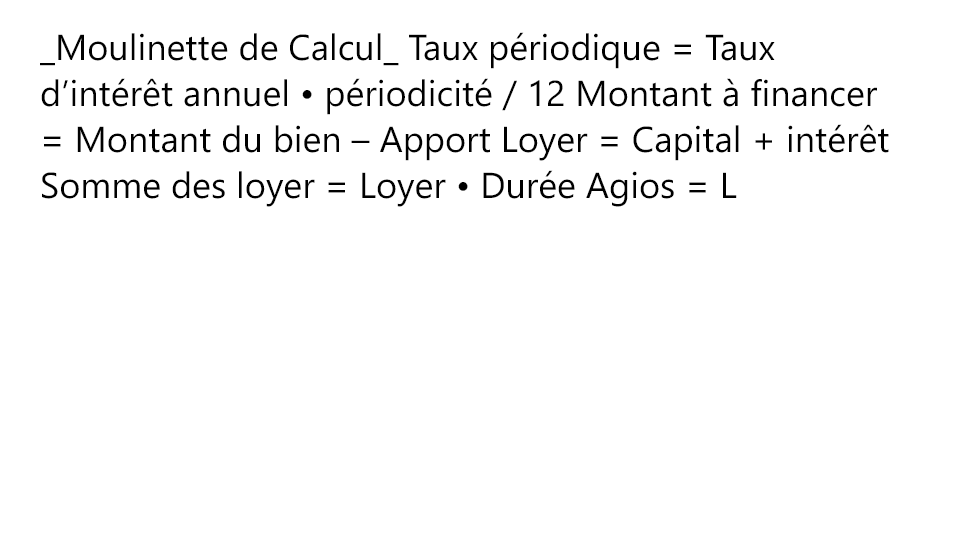 _Moulinette de Calcul_ Taux périodique = Taux
d’intérêt annuel • périodicité / 12 Montant à financer
= Montant du bien – Apport Loyer = Capital + intérêt
Somme des loyer = Loyer • Durée Agios = L